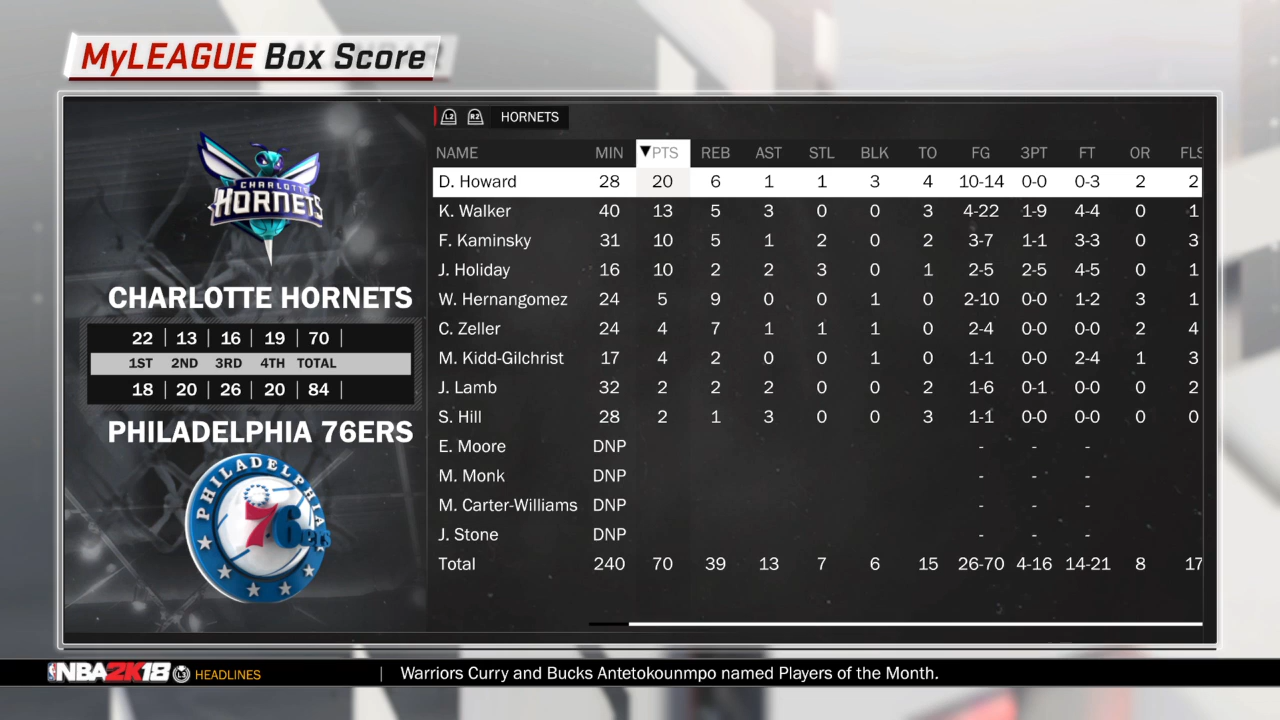 MyLEAGUE Box Score
CHARLOTTE
HORNETS
CHARLOTTE HORNETS
22 | 13 | 16 | 19 | 70 |
1ST | 2ND | 3RD | 4TH TOTAL
18 | 20 | 26 | 20 | 84 |
PHILADELPHIA 76ERS
PHILADELPHIA
76ers
L2 R2 HORNETS
NAME MIN ▼PTS REB AST STL BLK TO FG 3PT FT OR FLS
D. Howard 28 20 6 1 1 3 4 10-14 0-0 0-3 2 2
K. Walker 40 13 5 3 0 0 3 4-22 1-9 4-4 0 1
F. Kaminsky 31 10 5 1 2 0 2 3-7 1-1 3-3 0 3
J. Holiday 16 10 2 2 3 0 1 2-5 2-5 4-5 0 1
W. Hernangomez 24 5 9 0 0 1 0 2-10 0-0 1-2 3 1
C. Zeller 24 4 7 1 1 1 0 2-4 0-0 0-0 2 4
M. Kidd-Gilchrist 17 4 2 0 0 1 0 1-1 0-0 2-4 1 3
J. Lamb 32 2 2 2 0 0 2 1-6 0-1 0-0 0 2
S. Hill 28 2 1 3 0 0 3 1-1 0-0 0-0 0 0
E. Moore DNP - - -
M. Monk DNP - - -
M. Carter-Williams DNP - - -
J. Stone DNP - - -
Total 240 70 39 13 7 6 15 26-70 4-16 14-21 8 17
NBA2K18 HEADLINES | Warriors Curry and Bucks Antetokounmpo named Players of the Month.